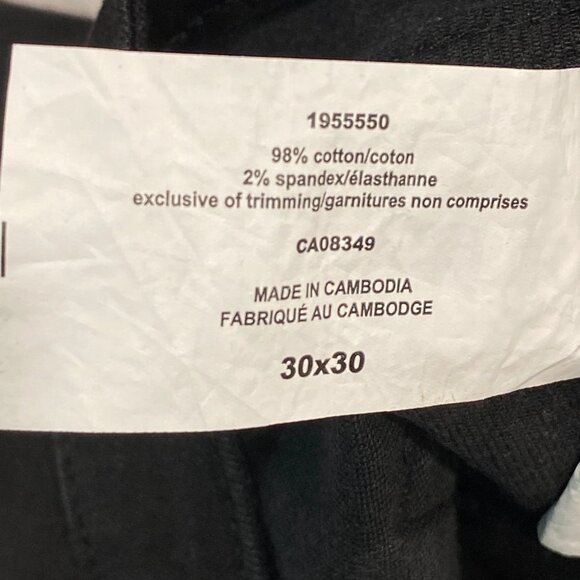 1955550
98% cotton/coton
2% spandex/élasthanne
exclusive of trimming/garnitures non comprises
CA08349
MADE IN CAMBODIA
FABRIQUÉ AU CAMBODGE
30x30